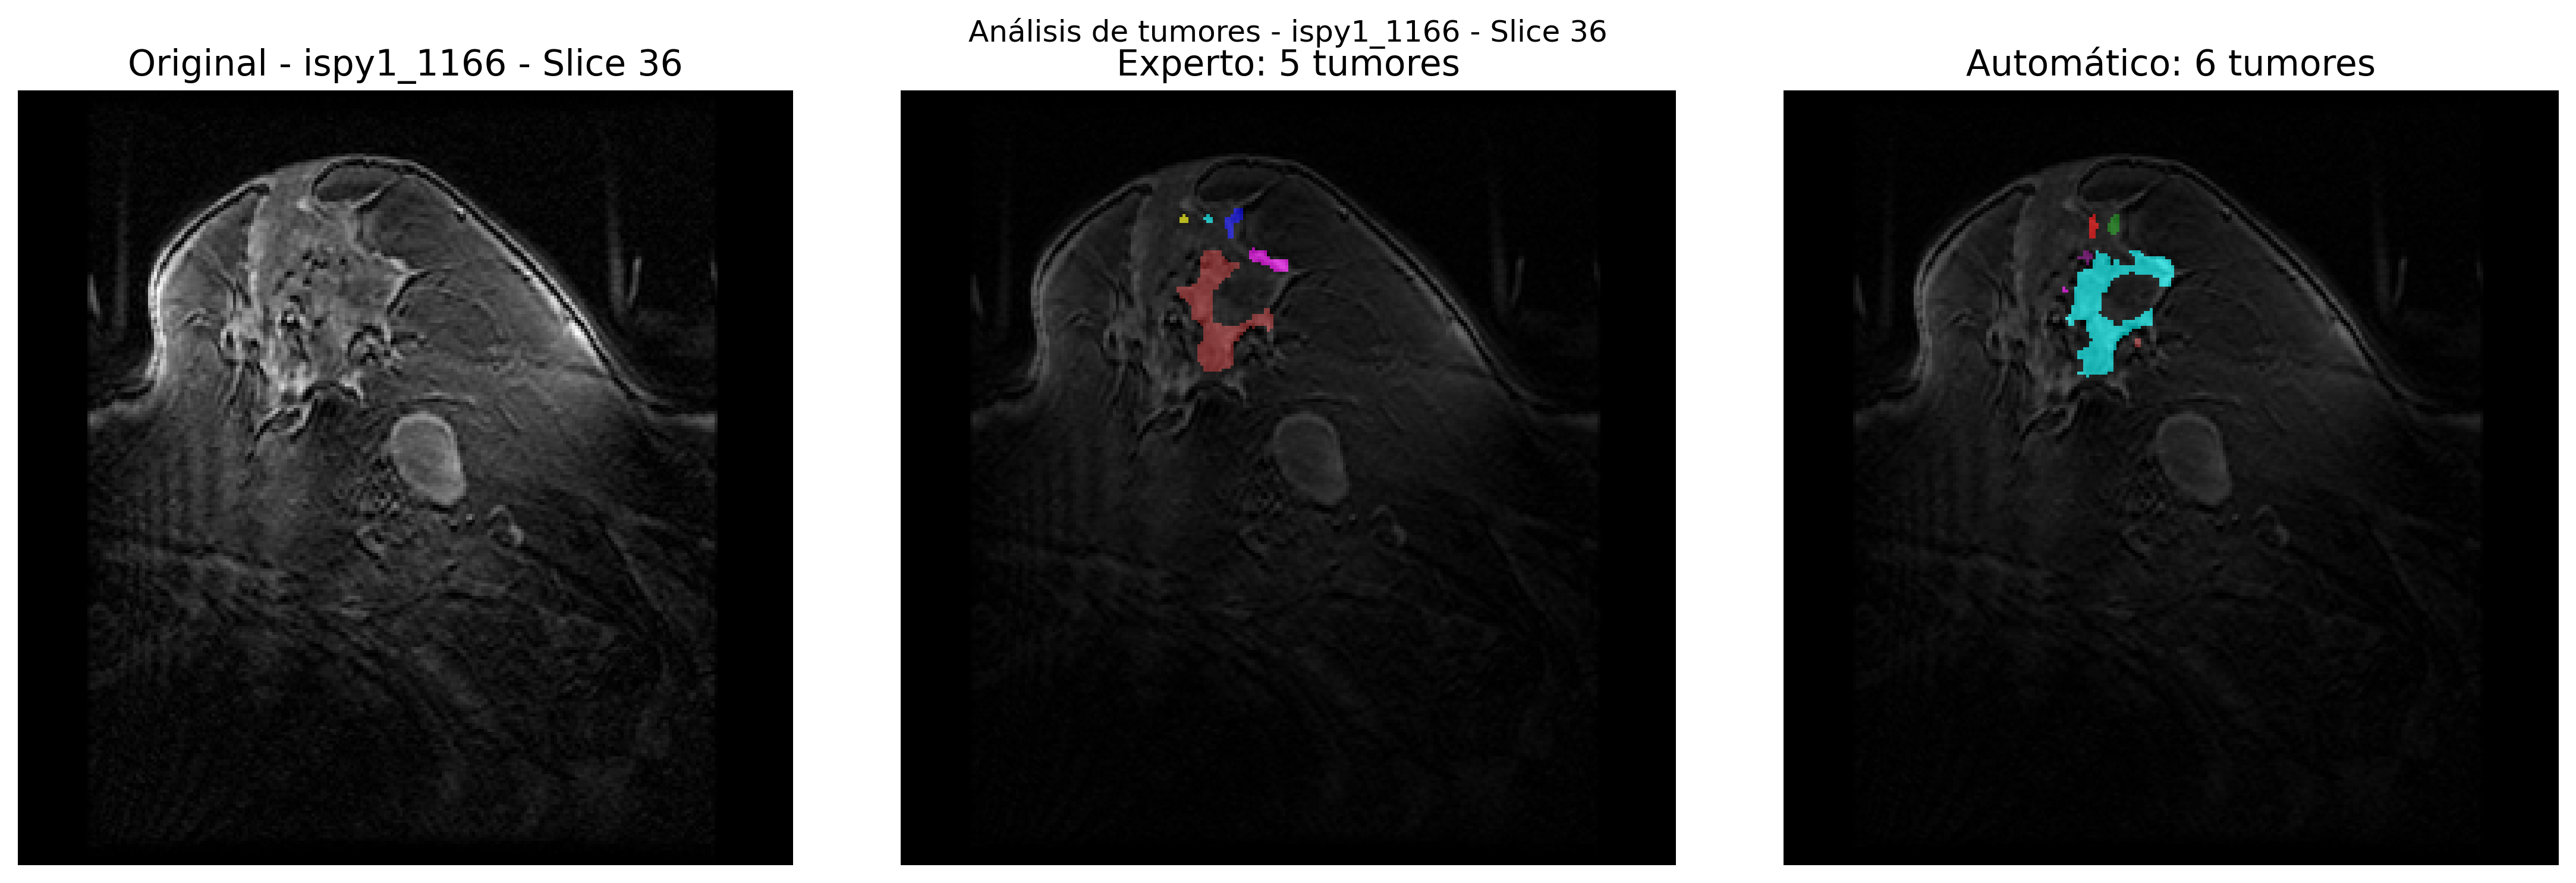 Análisis de tumores - ispy1_1166 - Slice 36
Original - ispy1_1166 - Slice 36
Experto: 5 tumores
Automático: 6 tumores